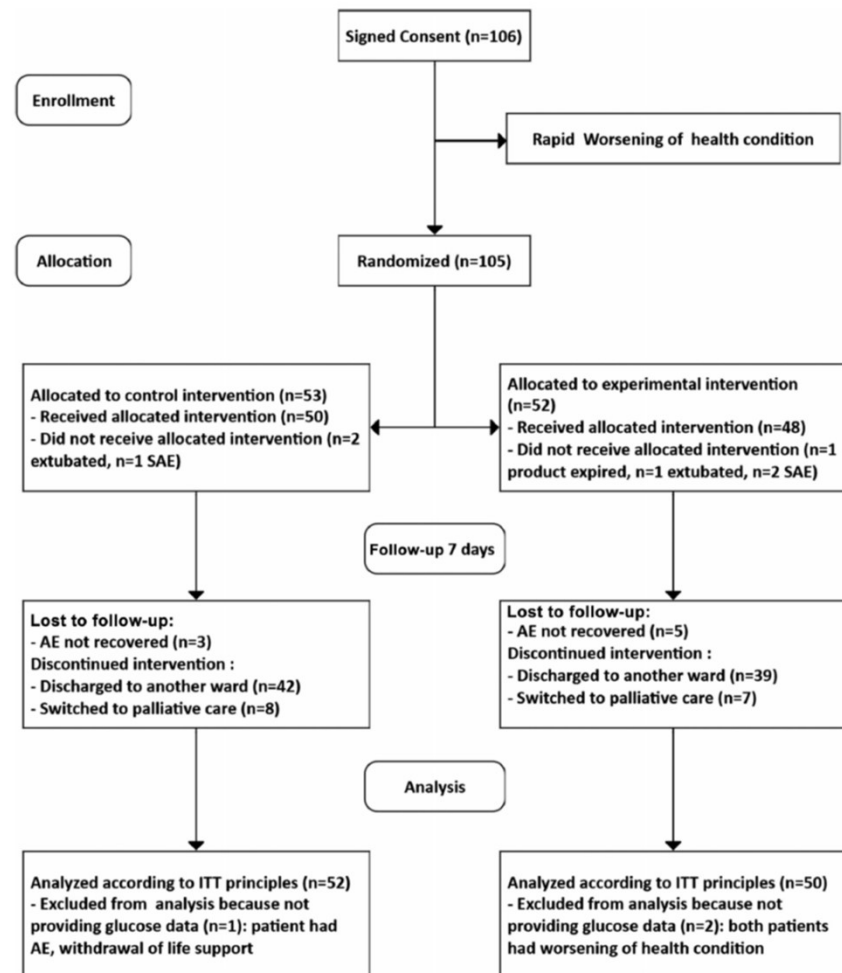 Signed Consent (n=106)
Enrollment
Rapid Worsening of health condition
Allocation
Randomized (n=105)
Allocated to control intervention (n=53)
- Received allocated intervention (n=50)
- Did not receive allocated intervention (n=2
extubated, n=1 SAE)
Allocated to experimental intervention
(n=52)
- Received allocated intervention (n=48)
- Did not receive allocated intervention (n=1
product expired, n=1 extubated, n=2 SAE)
Follow-up 7 days
Lost to follow-up:
- AE not recovered (n=3)
Discontinued intervention :
- Discharged to another ward (n=42)
- Switched to palliative care (n=8)
Lost to follow-up:
- AE not recovered (n=5)
Discontinued intervention :
- Discharged to another ward (n=39)
- Switched to palliative care (n=7)
Analysis
Analyzed according to ITT principles (n=52)
- Excluded from analysis because not
providing glucose data (n=1): patient had
AE, withdrawal of life support
Analyzed according to ITT principles (n=50)
- Excluded from analysis because not
providing glucose data (n=2): both patients
had worsening of health condition